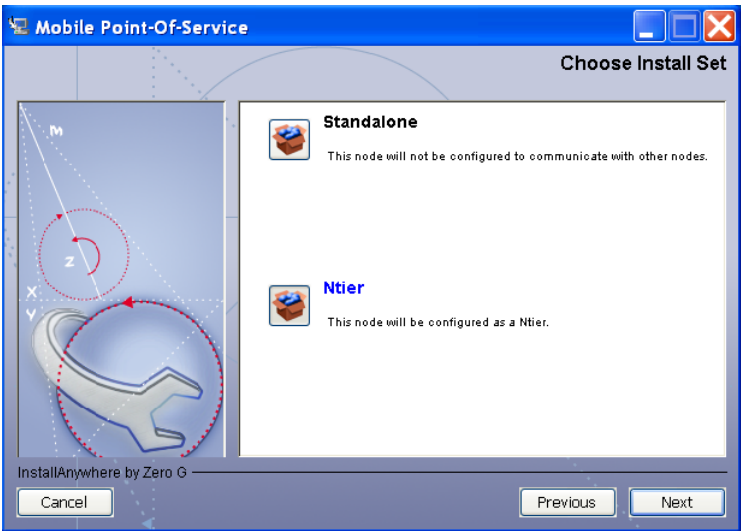 Mobile Point-Of-Service
Choose Install Set
M
Z
X
Y
Standalone
This node will not be configured to communicate with other nodes.
Ntier
This node will be configured as a Ntier.
InstallAnywhere by Zero G
Cancel
Previous
Next